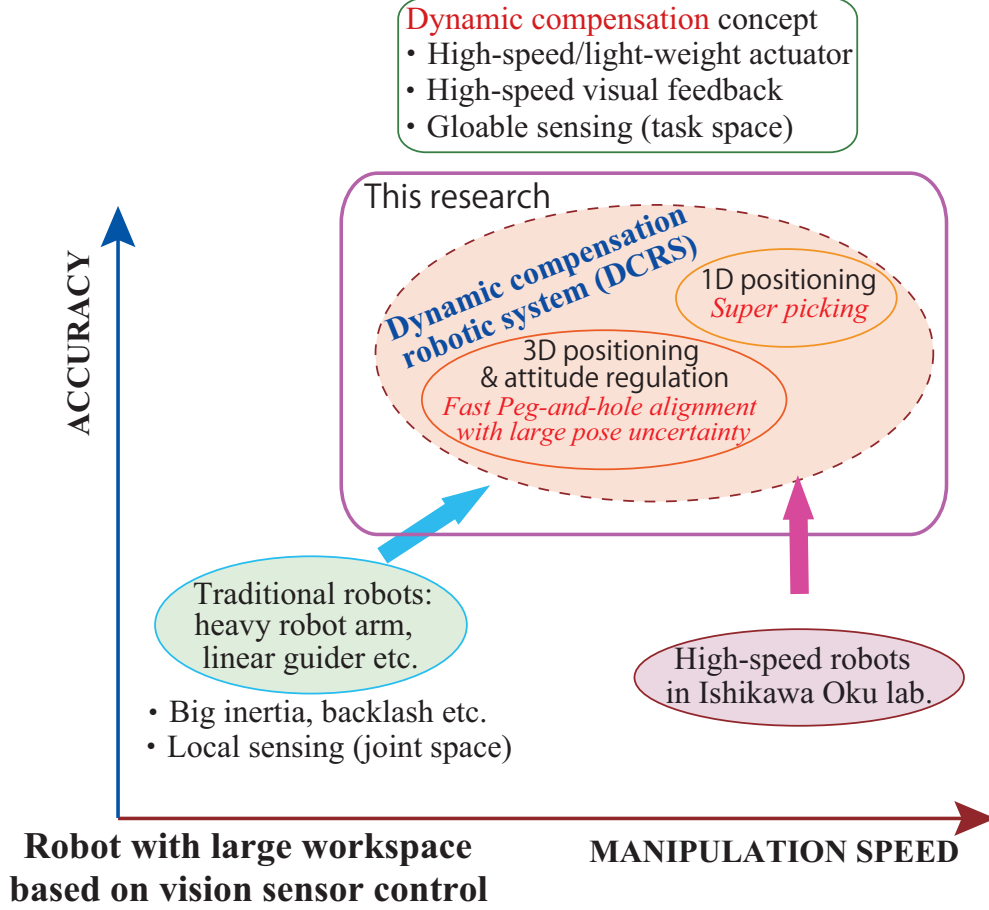 Dynamic compensation concept
・High-speed/light-weight actuator
・High-speed visual feedback
・Gloable sensing (task space)
This research
Dynamic compensation
robotic system (DCRS)
1D positioning
Super picking
3D positioning
& attitude regulation
Fast Peg-and-hole alignment
with large pose uncertainty
ACCURACY
Traditional robots:
heavy robot arm,
linear guider etc.
・Big inertia, backlash etc.
・Local sensing (joint space)
High-speed robots
in Ishikawa Oku lab.
Robot with large workspace
based on vision sensor control
MANIPULATION SPEED